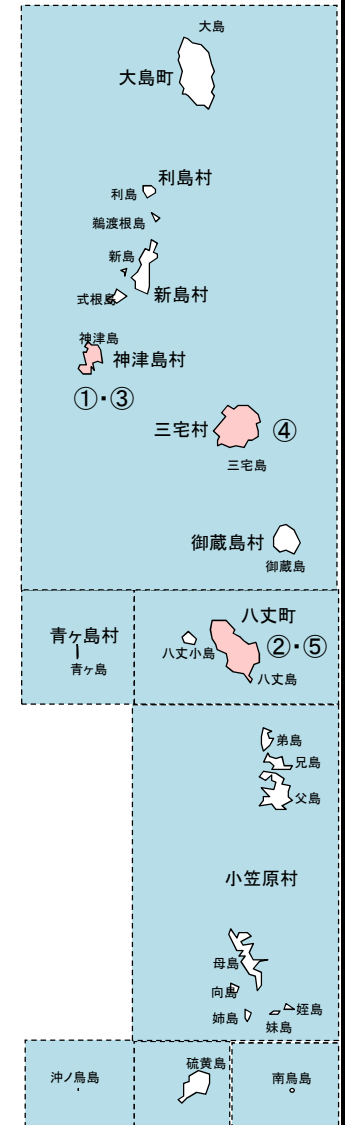 大島
大島町
利島村
利島
鵜渡根島
新島
式根島
新島村
神津島
神津島村
①・③
三宅村
④
三宅島
御蔵島村
御蔵島
八丈町
青ヶ島村
②・⑤
八丈小島
青ヶ島
八丈島
弟島
兄島
父島
小笠原村
母島
向島
姉島
姪島
妹島
硫黄島
沖ノ鳥島
南鳥島